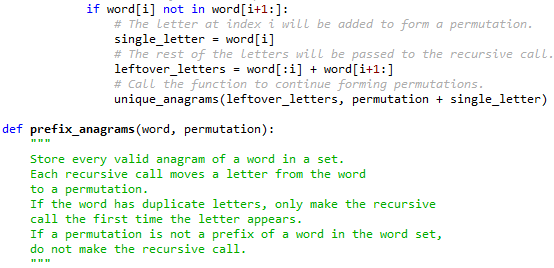 if word[i] not in word[i+1:]:
# The letter at index i will be added to form a permutation.
single_letter = word[i]
# The rest of the letters will be passed to the recursive call.
leftover_letters = word[:i] + word[i+1:]
# Call the function to continue forming permutations.
unique_anagrams(leftover_letters, permutation + single_letter)
def prefix_anagrams(word, permutation):
"""
Store every valid anagram of a word in a set.
Each recursive call moves a letter from the word
to a permutation.
If the word has duplicate letters, only make the recursive
call the first time the letter appears.
If a permutation is not a prefix of a word in the word set,
do not make the recursive call.
"""